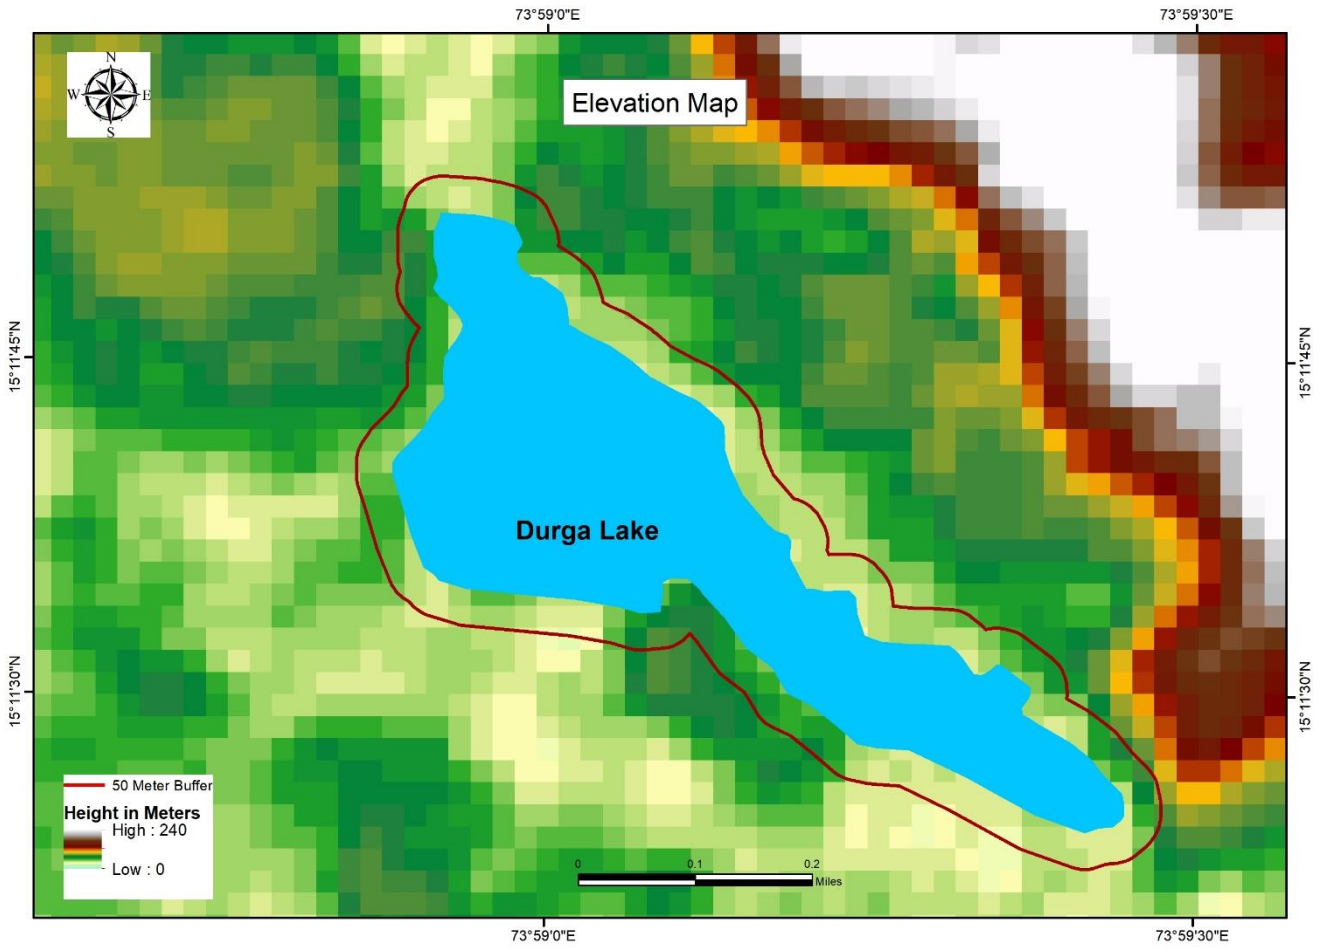 73°59'0"E
73°59'30"E
N
W
E
S
Elevation Map
15°11'45"N
15°11'45"N
Durga Lake
15°11'30"N
15°11'30"N
50 Meter Buffer
Height in Meters
High : 240
Low : 0
0
0.1
0.2
Miles
73°59'0"E
73°59'30"E